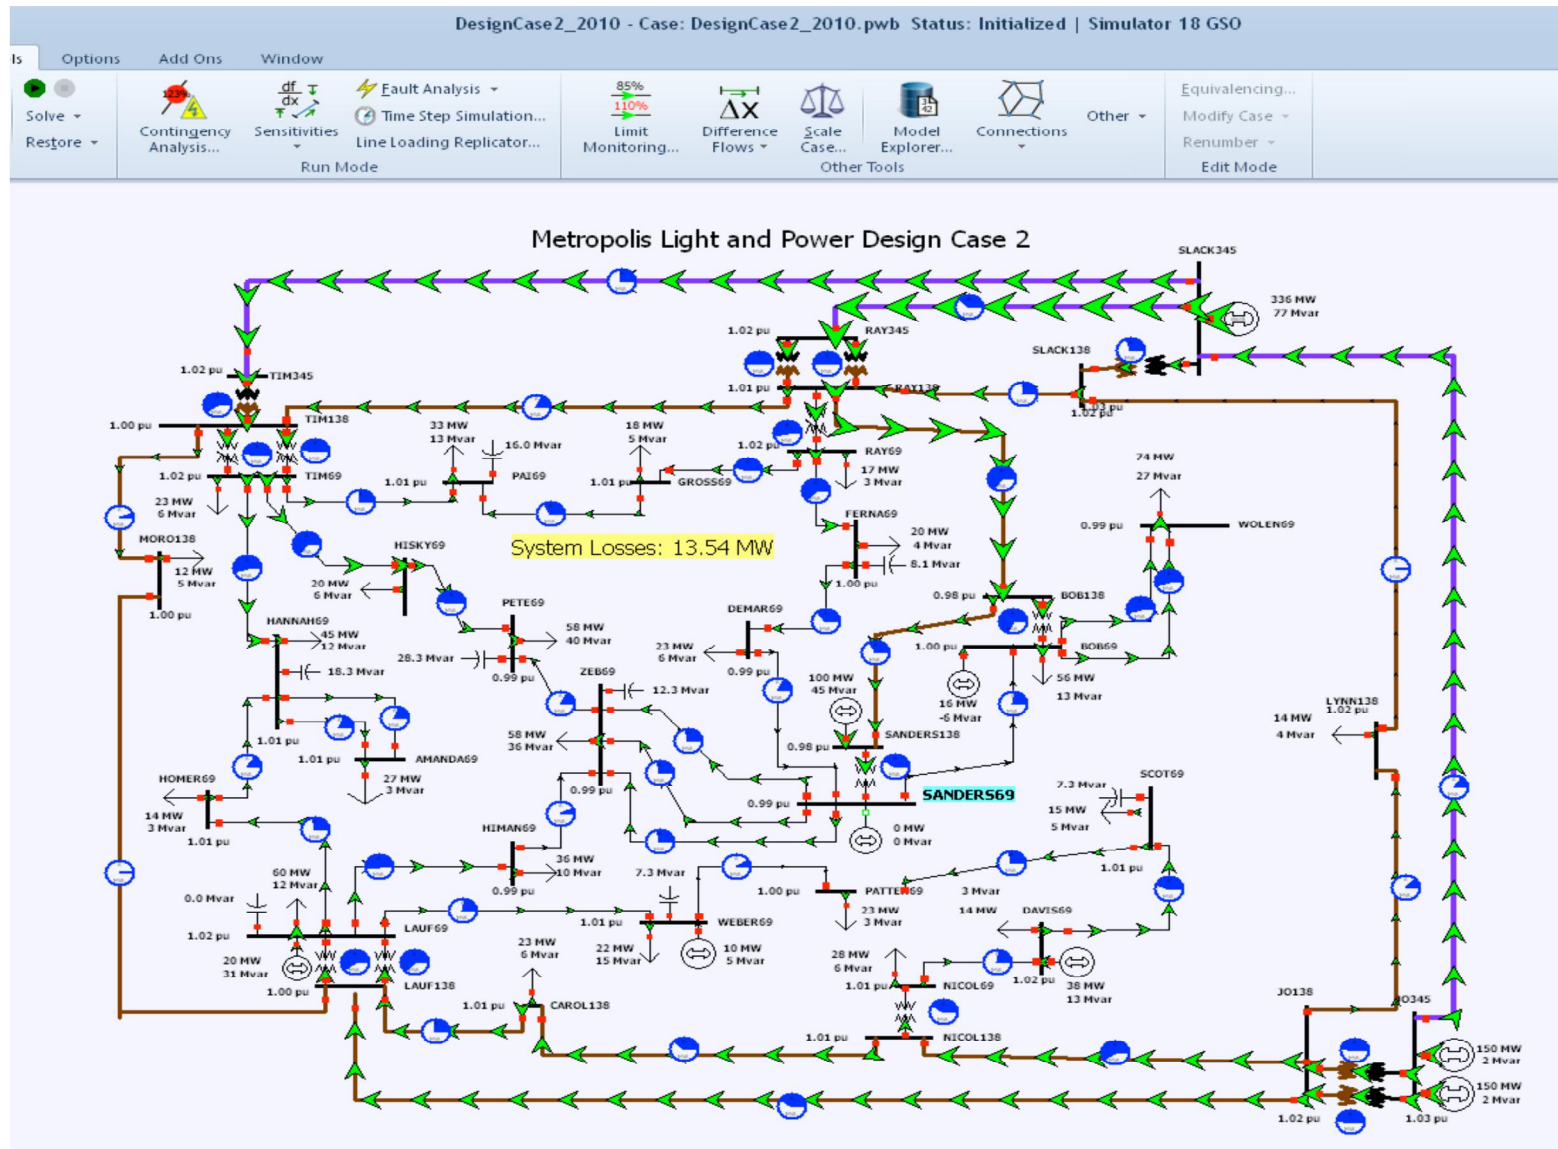 DesignCase2_2010 - Case: DesignCase2_2010.pwb Status: Initialized | Simulator 18 GSO
ls Options Add Ons Window
Solve
Restore
Contingency
Analysis...
df
dx
Sensitivities
Fault Analysis
Time Step Simulation...
Line Loading Replicator...
Run Mode
85%
110%
Limit
Monitoring...
Δx
Difference
Flows
Scale
Case...
Model
Explorer...
Connections
Other
Other Tools
Equivalencing...
Modify Case
Renumber
Edit Mode
Metropolis Light and Power Design Case 2
SLACK345
336 MW
77 Mvar
1.02 pu RAY345
SLACK138
1.02 pu TIM345
1.01 pu RAY138
1.03 pu
1.02 pu
1.00 pu TIM138
33 MW
13 Mvar
16.0 Mvar
18 MW
5 Mvar
1.02 pu RAY69
17 MW
3 Mvar
74 MW
27 Mvar
1.02 pu TIM69
1.01 pu PAI69
1.01 pu GROSS69
23 MW
6 Mvar
FERNA69
20 MW
4 Mvar
8.1 Mvar
1.00 pu
0.99 pu WOLEN69
MORO138
12 MW
5 Mvar
1.00 pu
HISKY69
20 MW
6 Mvar
System Losses: 13.54 MW
PETE69
58 MW
40 Mvar
28.3 Mvar
0.99 pu
DEMAR69
23 MW
6 Mvar
0.99 pu
0.98 pu BOB138
1.00 pu BOB69
16 MW
-6 Mvar
56 MW
13 Mvar
HANNAH69
45 MW
12 Mvar
18.3 Mvar
1.01 pu
ZEB69
12.3 Mvar
58 MW
36 Mvar
0.99 pu
100 MW
45 Mvar
0.98 pu SANDERS138
LYNN138
1.02 pu
14 MW
4 Mvar
1.01 pu AMANDA69
27 MW
3 Mvar
HOMER69
14 MW
3 Mvar
1.01 pu
0.99 pu SANDERS69
0 MW
0 Mvar
SCOT69
7.3 Mvar
15 MW
5 Mvar
1.01 pu
HIMAN69
36 MW
10 Mvar
0.99 pu
60 MW
12 Mvar
0.0 Mvar
1.02 pu LAUF69
20 MW
31 Mvar
1.00 pu LAUF138
7.3 Mvar
1.01 pu WEBER69
22 MW
15 Mvar
10 MW
5 Mvar
1.00 pu PATTEN69
23 MW
3 Mvar
3 Mvar
14 MW
DAVIS69
1.02 pu
38 MW
13 Mvar
23 MW
6 Mvar
1.01 pu CAROL138
28 MW
6 Mvar
1.01 pu NICOL69
1.01 pu NICOL138
JO138
JO345
150 MW
2 Mvar
150 MW
2 Mvar
1.02 pu
1.03 pu